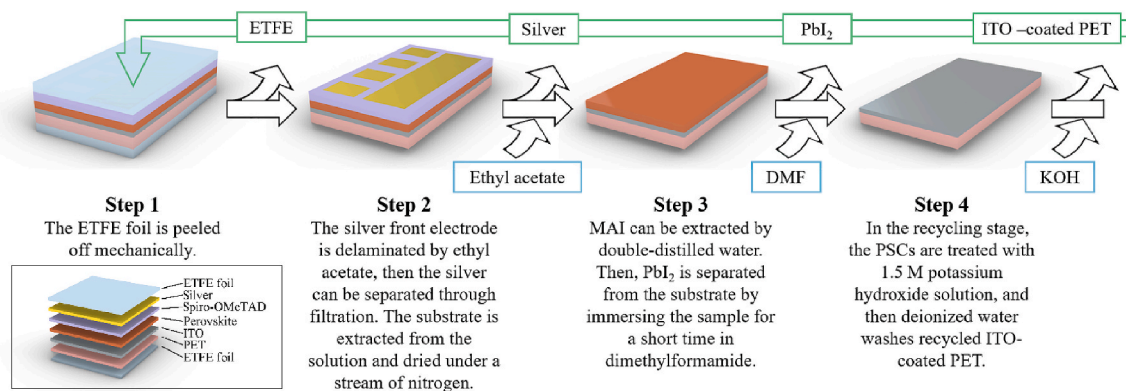 ETFE
Silver
PbI₂
ITO –coated PET
Ethyl acetate
DMF
KOH
Step 1
The ETFE foil is peeled
off mechanically.
ETFE foil
Silver
Spiro-OMeTAD
Perovskite
ITO
PET
ETFE foil
Step 2
The silver front electrode
is delaminated by ethyl
acetate, then the silver
can be separated through
filtration. The substrate is
extracted from the
solution and dried under a
stream of nitrogen.
Step 3
MAI can be extracted by
double-distilled water.
Then, PbI₂ is separated
from the substrate by
immersing the sample for
a short time in
dimethylformamide.
Step 4
In the recycling stage,
the PSCs are treated with
1.5 M potassium
hydroxide solution, and
then deionized water
washes recycled ITO-
coated PET.